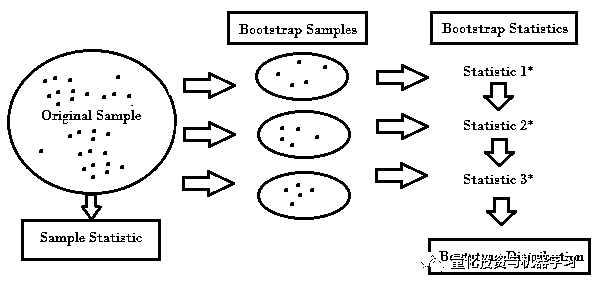 Bootstrap Samples
Bootstrap Statistics
Original Sample
Statistic 1*
Statistic 2*
Statistic 3*
Sample Statistic
Bootstrap Distribution
量化投资与机器学习